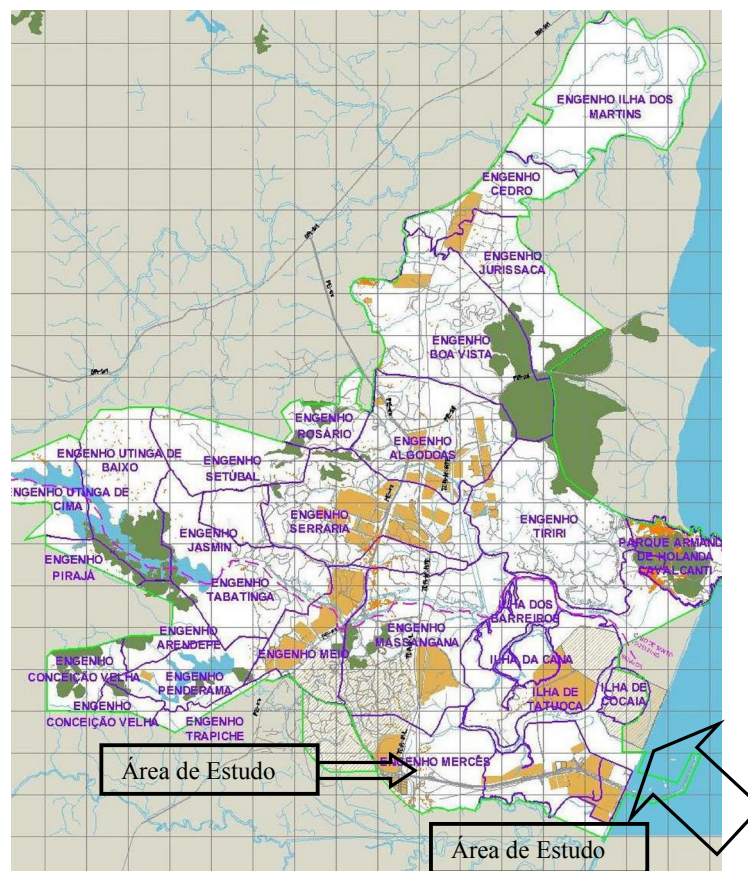 ENGENHO ILHA DOS
MARTINS
ENGENHO
CEDRO
ENGENHO
JURISSACA
ENGENHO
BOA VISTA
ENGENHO
ROSÁRIO
ENGENHO
ALGODOAS
ENGENHO UTINGA DE
BAIXO
ENGENHO
SETÚBAL
ENGENHO UTINGA DE
CIMA
ENGENHO
SERRARIA
ENGENHO
TIRIRI
ENGENHO
JASMIN
PARQUE ARMANDO
DE HOLANDA
CAVALCANTI
ENGENHO
PIRAJÁ
ENGENHO
TABATINGA
ILHA DOS
BARREIROS
ENGENHO
MASSANGANA
ENGENHO
ARENDEPE
ENGENHO MEIO
ILHA DA CANA
ENGENHO
CONCEIÇÃO VELHA
ENGENHO
PENDERAMA
ILHA DE
TATUOCA
ILHA DE
COCAIA
ENGENHO
CONCEIÇÃO VELHA
ENGENHO
TRAPICHE
ENGENHO MERCÊS
Área de Estudo
Área de Estudo